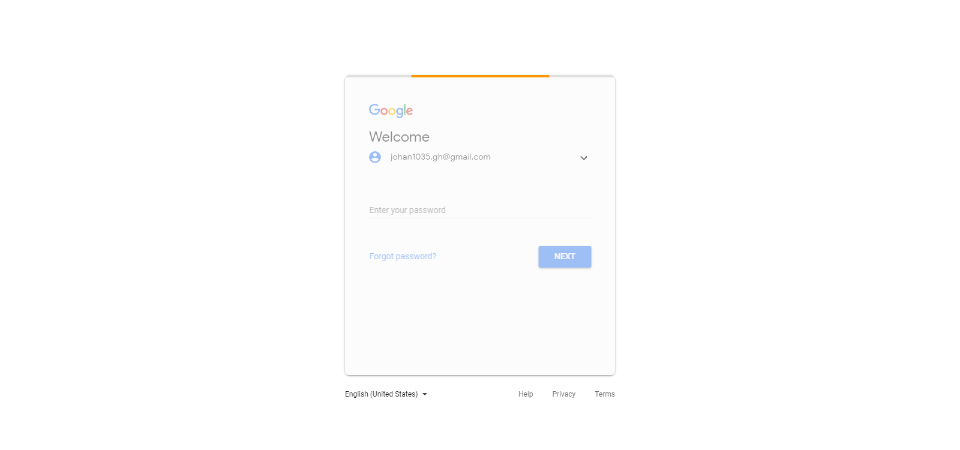 Google
Welcome
johan1035.gh@gmail.com
Enter your password
Forgot password?
NEXT
English (United States)
Help
Privacy
Terms